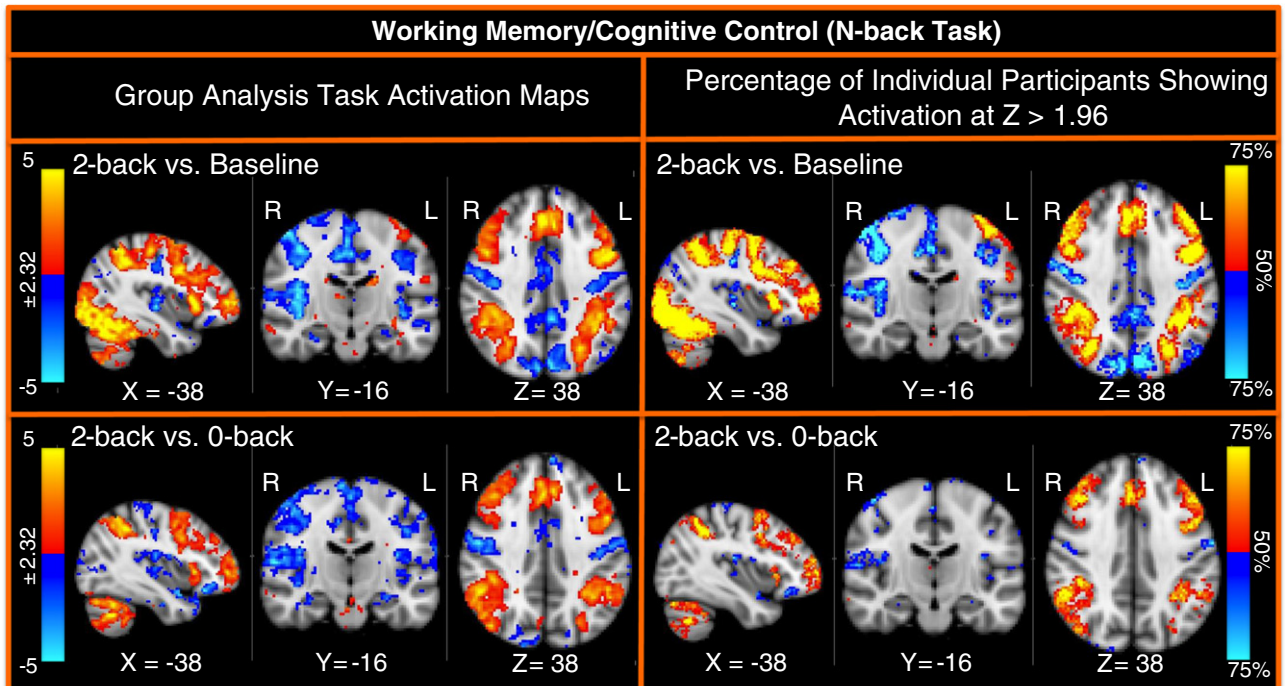 Working Memory/Cognitive Control (N-back Task)
Group Analysis Task Activation Maps
Percentage of Individual Participants Showing
Activation at Z > 1.96
5
2-back vs. Baseline
R
L
±2.32
-5
X = -38
Y= -16
Z= 38
2-back vs. Baseline
75%
R
L
R
L
50%
75%
X = -38
Y= -16
Z= 38
5
2-back vs. 0-back
R
L
±2.32
-5
X = -38
Y= -16
Z= 38
2-back vs. 0-back
75%
R
L
R
L
50%
75%
X = -38
Y= -16
Z= 38